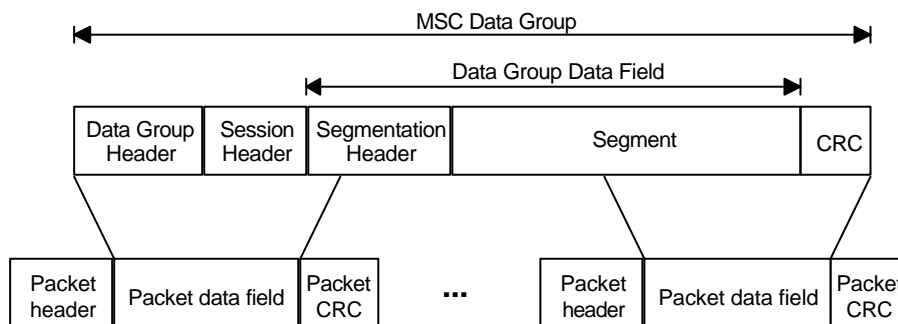 MSC Data Group
Data Group Data Field
Data Group Header
Session Header
Segmentation Header
Segment
CRC
Packet header
Packet data field
Packet CRC
...
Packet header
Packet data field
Packet CRC